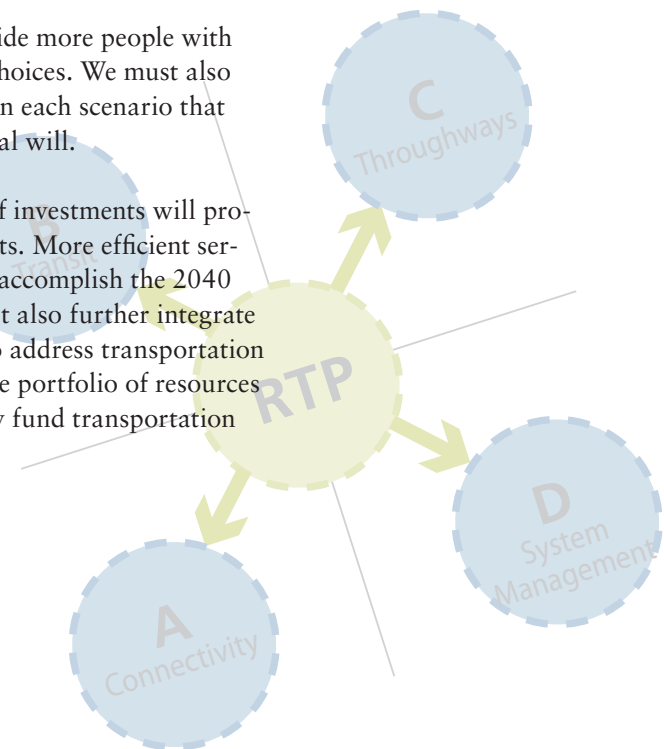 ide more people with
hoices. We must also
n each scenario that
al will.
f investments will pro-
ts. More efficient ser-
accomplish the 2040
t also further integrate
o address transportation
e portfolio of resources
y fund transportation
C
Throughways
B
Transit
RTP
D
System
Management
A
Connectivity